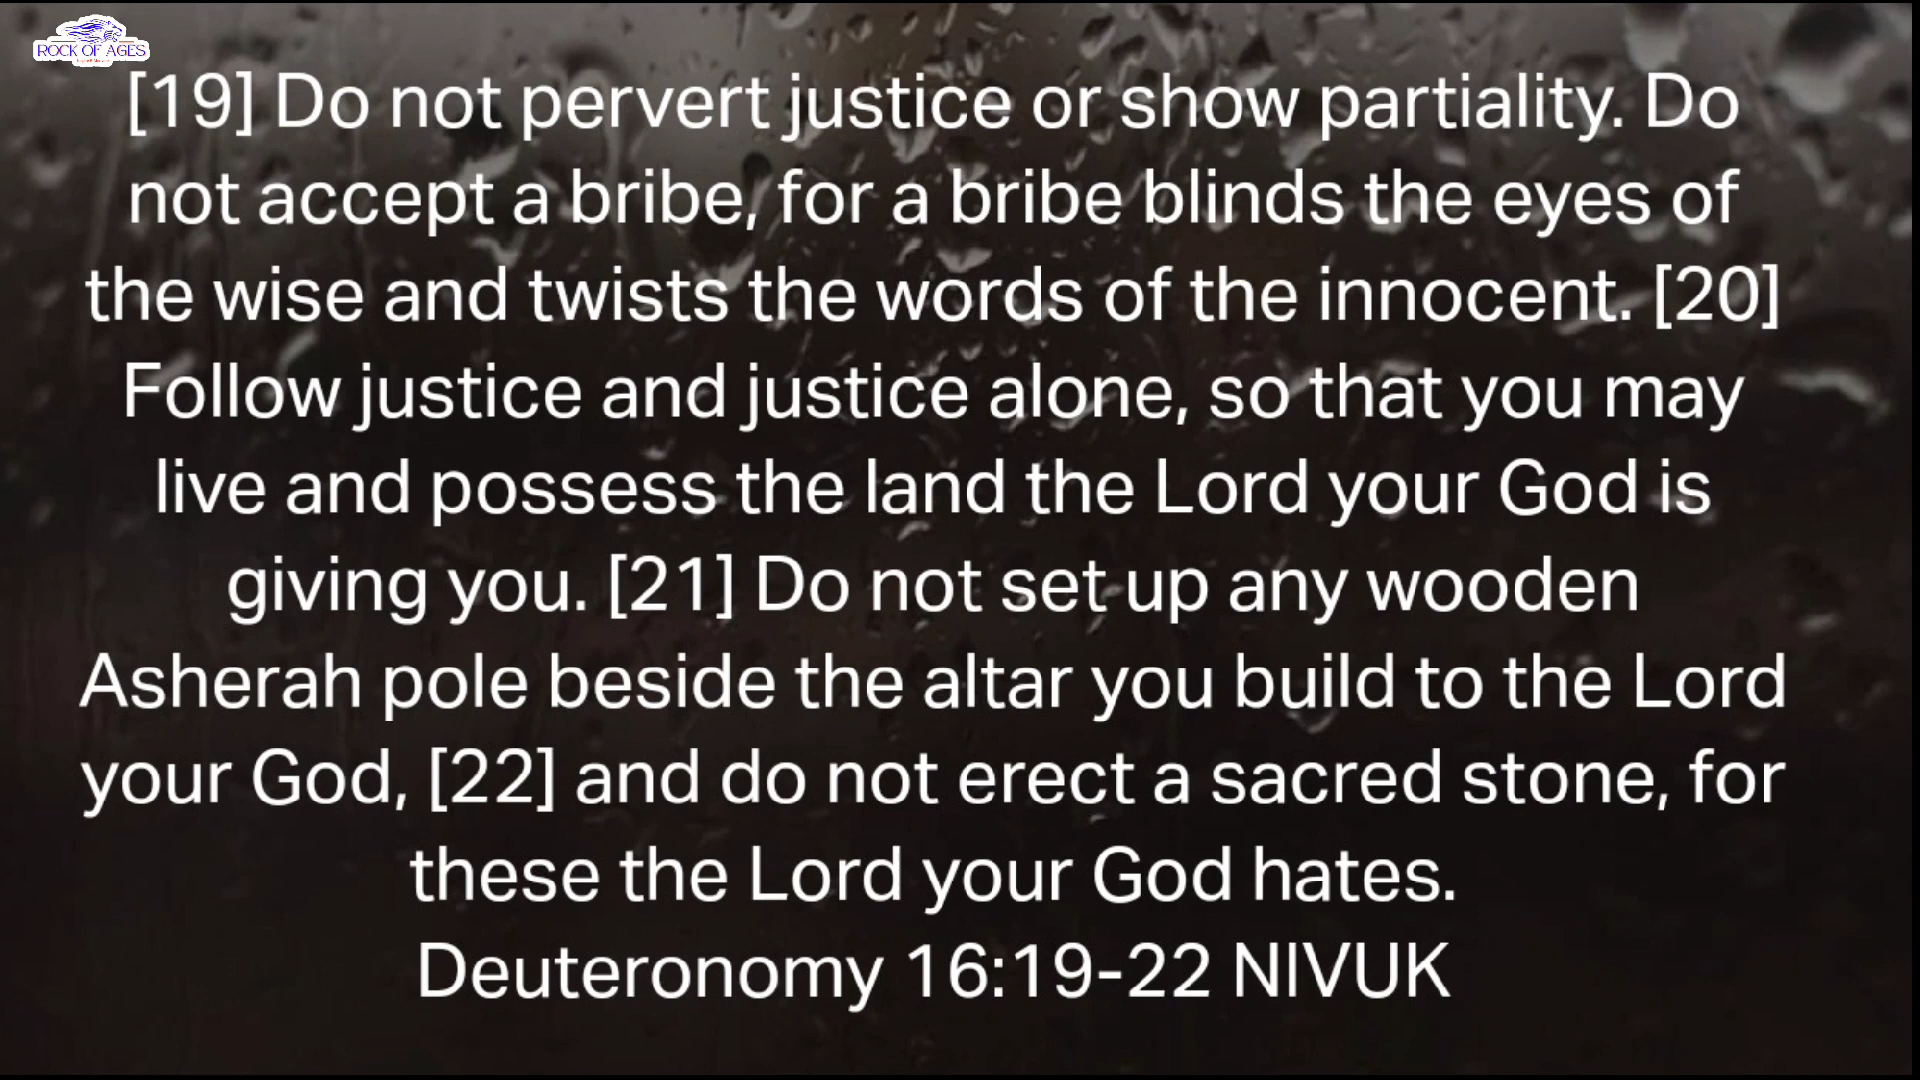 ROCK OF AGES
[19] Do not pervert justice or show partiality. Do
not accept a bribe, for a bribe blinds the eyes of
the wise and twists the words of the innocent. [20]
Follow justice and justice alone, so that you may
live and possess the land the Lord your God is
giving you. [21] Do not set up any wooden
Asherah pole beside the altar you build to the Lord
your God, [22] and do not erect a sacred stone, for
these the Lord your God hates.
Deuteronomy 16:19-22 NIVUK